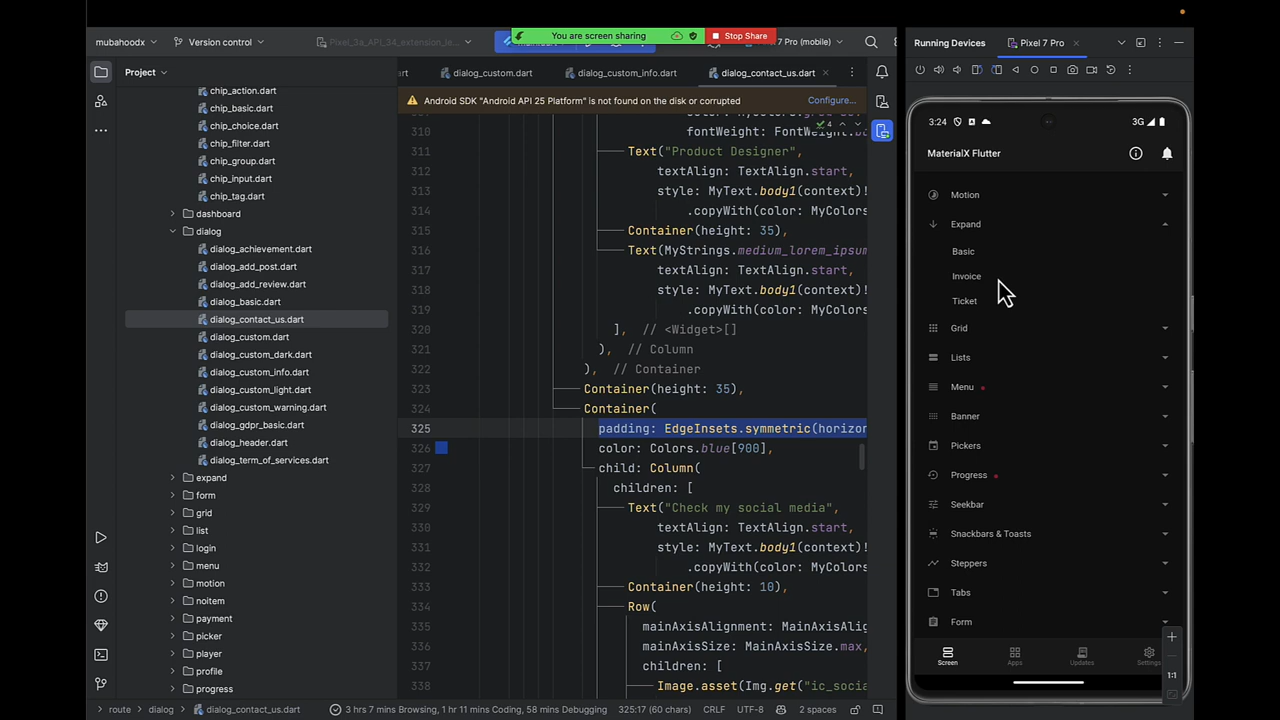 You are screen sharing
Stop Share
mubahoodx
Version control
Pixel_3a_API_34_extension_le
main.dart
7 Pro (mobile)
Running Devices
Pixel 7 Pro
Project
rt
dialog_custom.dart
dialog_custom_info.dart
dialog_contact_us.dart
Android SDK "Android API 25 Platform" is not found on the disk or corrupted
Configure...
chip_action.dart
chip_basic.dart
chip_choice.dart
chip_filter.dart
chip_group.dart
chip_input.dart
chip_tag.dart
dashboard
dialog
dialog_achievement.dart
dialog_add_post.dart
dialog_add_review.dart
dialog_basic.dart
dialog_contact_us.dart
dialog_custom.dart
dialog_custom_dark.dart
dialog_custom_info.dart
dialog_custom_light.dart
dialog_custom_warning.dart
dialog_gdpr_basic.dart
dialog_header.dart
dialog_term_of_services.dart
expand
form
grid
list
login
menu
motion
noitem
payment
picker
player
profile
progress
4
310 fontWeight: FontWeight.
311 Text("Product Designer",
312 textAlign: TextAlign.start,
313 style: MyText.body1(context)!
314 .copyWith(color: MyColors
315 Container(height: 35),
316 Text(MyStrings.medium_lorem_ipsum
317 textAlign: TextAlign.start,
318 style: MyText.body1(context)!
319 .copyWith(color: MyColors
320 ], // <Widget>[]
321 ), // Column
322 ), // Container
323 Container(height: 35),
324 Container(
325 padding: EdgeInsets.symmetric(horizon
326 color: Colors.blue[900],
327 child: Column(
328 children: [
329 Text("Check my social media",
330 textAlign: TextAlign.start,
331 style: MyText.body1(context)!
332 .copyWith(color: MyColors
333 Container(height: 10),
334 Row(
335 mainAxisAlignment: MainAxisAlig
336 mainAxisSize: MainAxisSize.max,
337 children: [
338 Image.asset(Img.get("ic_socia
3:24
3G
MaterialX Flutter
Motion
Expand
Basic
Invoice
Ticket
Grid
Lists
Menu
Banner
Pickers
Progress
Seekbar
Snackbars & Toasts
Steppers
Tabs
Form
Screen
Apps
Updates
Settings
1:1
route
dialog
dialog_contact_us.dart
3 hrs 7 mins Browsing, 1 hr 11 mins Coding, 58 mins Debugging
325:17 (60 chars)
CRLF
UTF-8
2 spaces